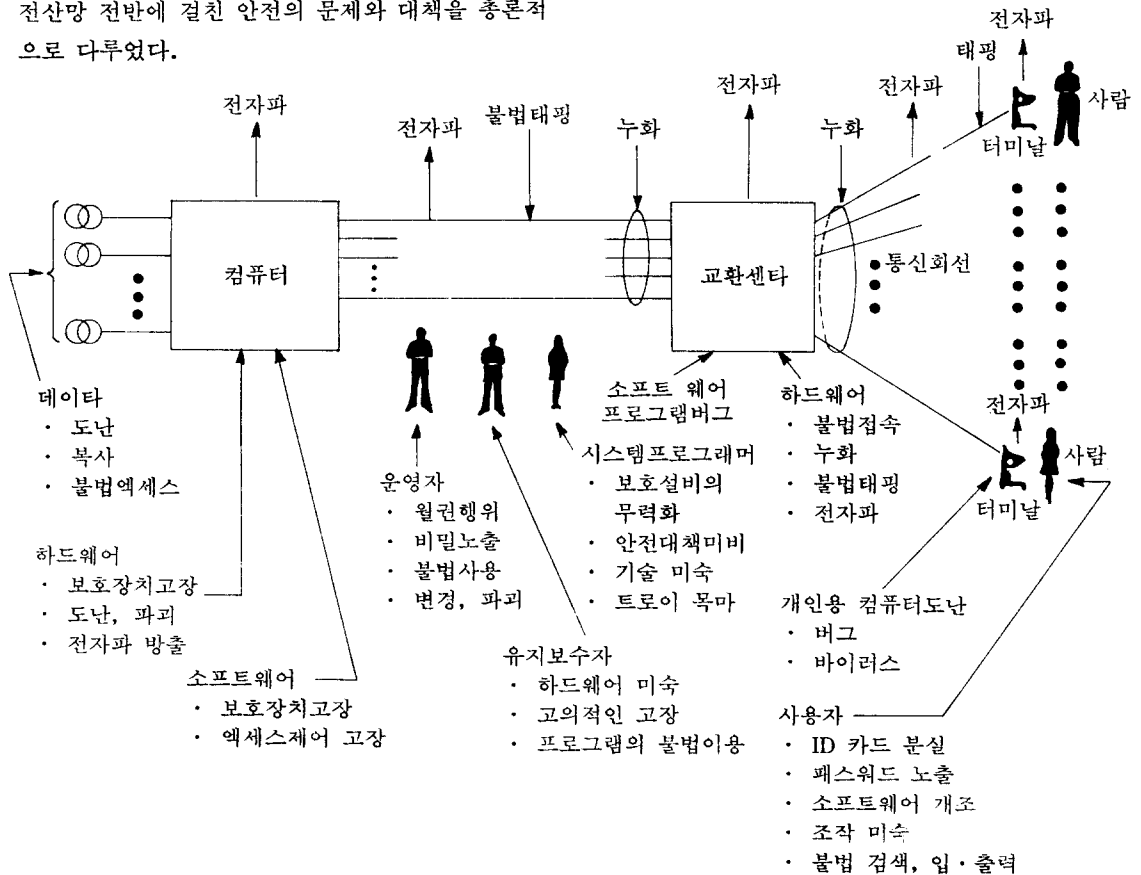 전산망 전반에 걸친 안전의 문제와 대책을 총론적
으로 다루었다.
전자파
태핑
전자파
전자파
불법태핑
누화
전자파
누화
전자파
사람
터미날
컴퓨터
교환센타
통신회선
데이타
· 도난
· 복사
· 불법엑세스
하드웨어
· 보호장치고장
· 도난, 파괴
· 전자파 방출
소프트웨어
· 보호장치고장
· 엑세스제어 고장
운영자
· 월권행위
· 비밀노출
· 불법사용
· 변경, 파괴
유지보수자
· 하드웨어 미숙
· 고의적인 고장
· 프로그램의 불법이용
시스템프로그래머
· 보호설비의
무력화
· 안전대책미비
· 기술 미숙
· 트로이 목마
소프트 웨어
프로그램버그
하드웨어
· 불법접속
· 누화
· 불법태핑
· 전자파
전자파
사람
터미날
개인용 컴퓨터도난
· 버그
· 바이러스
사용자
· ID 카드 분실
· 패스워드 노출
· 소프트웨어 개조
· 조작 미숙
· 불법 검색, 입·출력